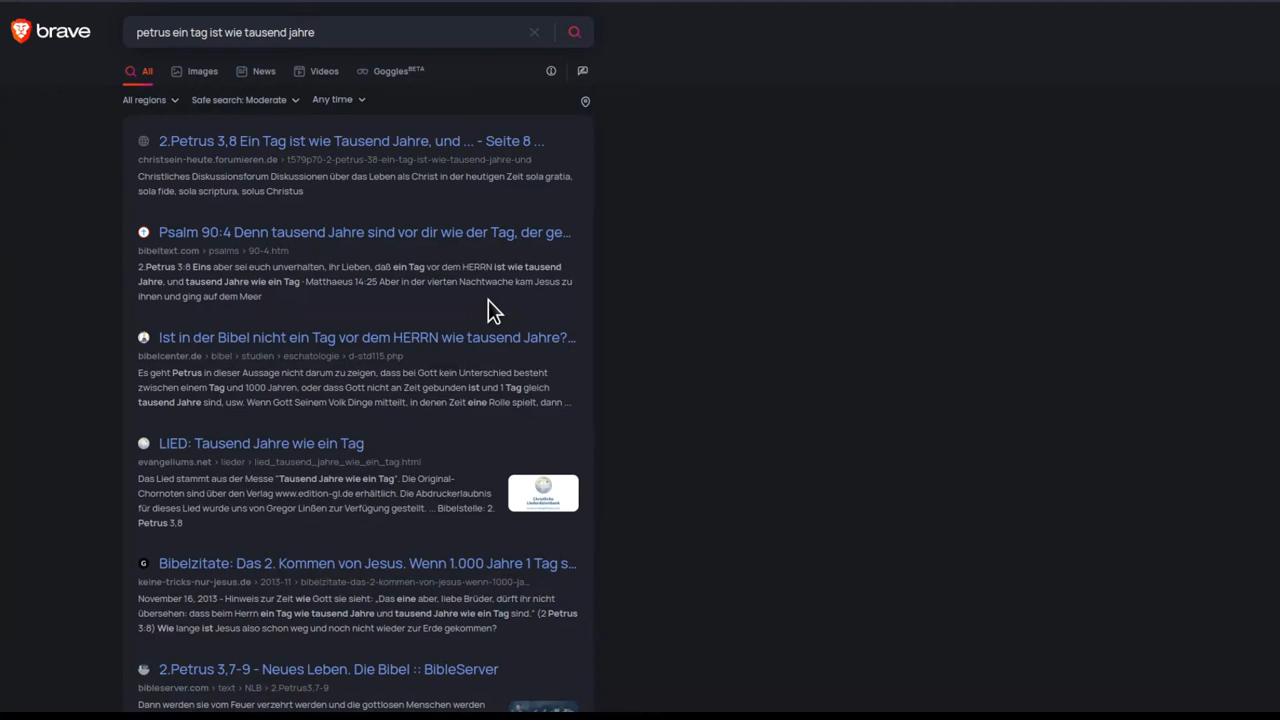 brave
petrus ein tag ist wie tausend jahre
All Images News Videos Goggles BETA
All regions Safe search: Moderate Any time
2.Petrus 3,8 Ein Tag ist wie Tausend Jahre, und ... - Seite 8 ...
christsein-heute.forumieren.de › t579p70-2-petrus-38-ein-tag-ist-wie-tausend-jahre-und
Christliches Diskussionsforum Diskussionen über das Leben als Christ in der heutigen Zeit sola gratia,
sola fide, sola scriptura, solus Christus
Psalm 90:4 Denn tausend Jahre sind vor dir wie der Tag, der ge...
bibeltext.com › psalms › 90-4.htm
2.Petrus 3:8 Eins aber sei euch unverhalten, ihr Lieben, daß ein Tag vor dem HERRN ist wie tausend
Jahre, und tausend Jahre wie ein Tag · Matthaeus 14:25 Aber in der vierten Nachtwache kam Jesus zu
ihnen und ging auf dem Meer
Ist in der Bibel nicht ein Tag vor dem HERRN wie tausend Jahre?...
bibelcenter.de › bibel › studien › eschatologie › d-std115.php
Es geht Petrus in dieser Aussage nicht darum zu zeigen, dass bei Gott kein Unterschied besteht
zwischen einem Tag und 1000 Jahren, oder dass Gott nicht an Zeit gebunden ist und 1 Tag gleich
tausend Jahre sind, usw. Wenn Gott Seinem Volk Dinge mitteilt, in denen Zeit eine Rolle spielt, dann ...
LIED: Tausend Jahre wie ein Tag
evangeliums.net › lieder › lied_tausend_jahre_wie_ein_tag.html
Das Lied stammt aus der Messe "Tausend Jahre wie ein Tag". Die Original-
Chornoten sind über den Verlag www.edition-gl.de erhältlich. Die Abdruckerlaubnis
für dieses Lied wurde uns von Gregor Linßen zur Verfügung gestellt. ... Bibelstelle: 2.
Petrus 3,8
Bibelzitate: Das 2. Kommen von Jesus. Wenn 1.000 Jahre 1 Tag s...
keine-tricks-nur-jesus.de › 2013-11 › bibelzitate-das-2-kommen-von-jesus-wenn-1000-ja...
November 16, 2013 - Hinweis zur Zeit wie Gott sie sieht: „Das eine aber, liebe Brüder, dürft ihr nicht
übersehen: dass beim Herrn ein Tag wie tausend Jahre und tausend Jahre wie ein Tag sind.“ (2 Petrus
3:8) Wie lange ist Jesus also schon weg und noch nicht wieder zur Erde gekommen?
2.Petrus 3,7-9 - Neues Leben. Die Bibel :: BibleServer
bibleserver.com › text › NLB › 2.Petrus3,7-9
Dann werden sie vom Feuer verzehrt werden und die gottlosen Menschen werden